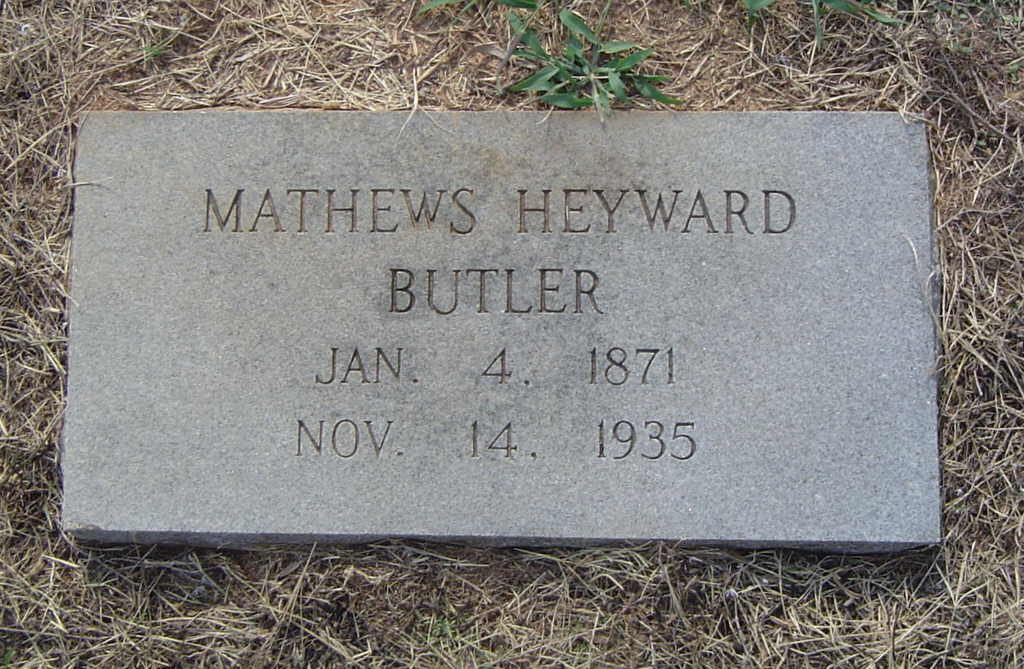 MATHEWS HEYWARD
BUTLER
JAN. 4, 1871
NOV. 14, 1935